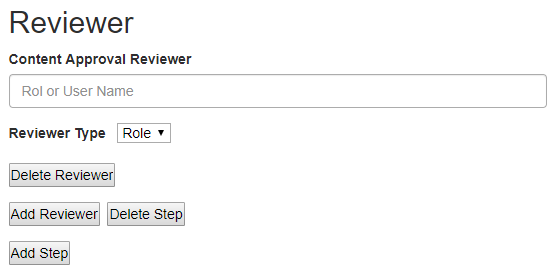 Reviewer
Content Approval Reviewer
Rol or User Name
Reviewer Type Role
Delete Reviewer
Add Reviewer Delete Step
Add Step